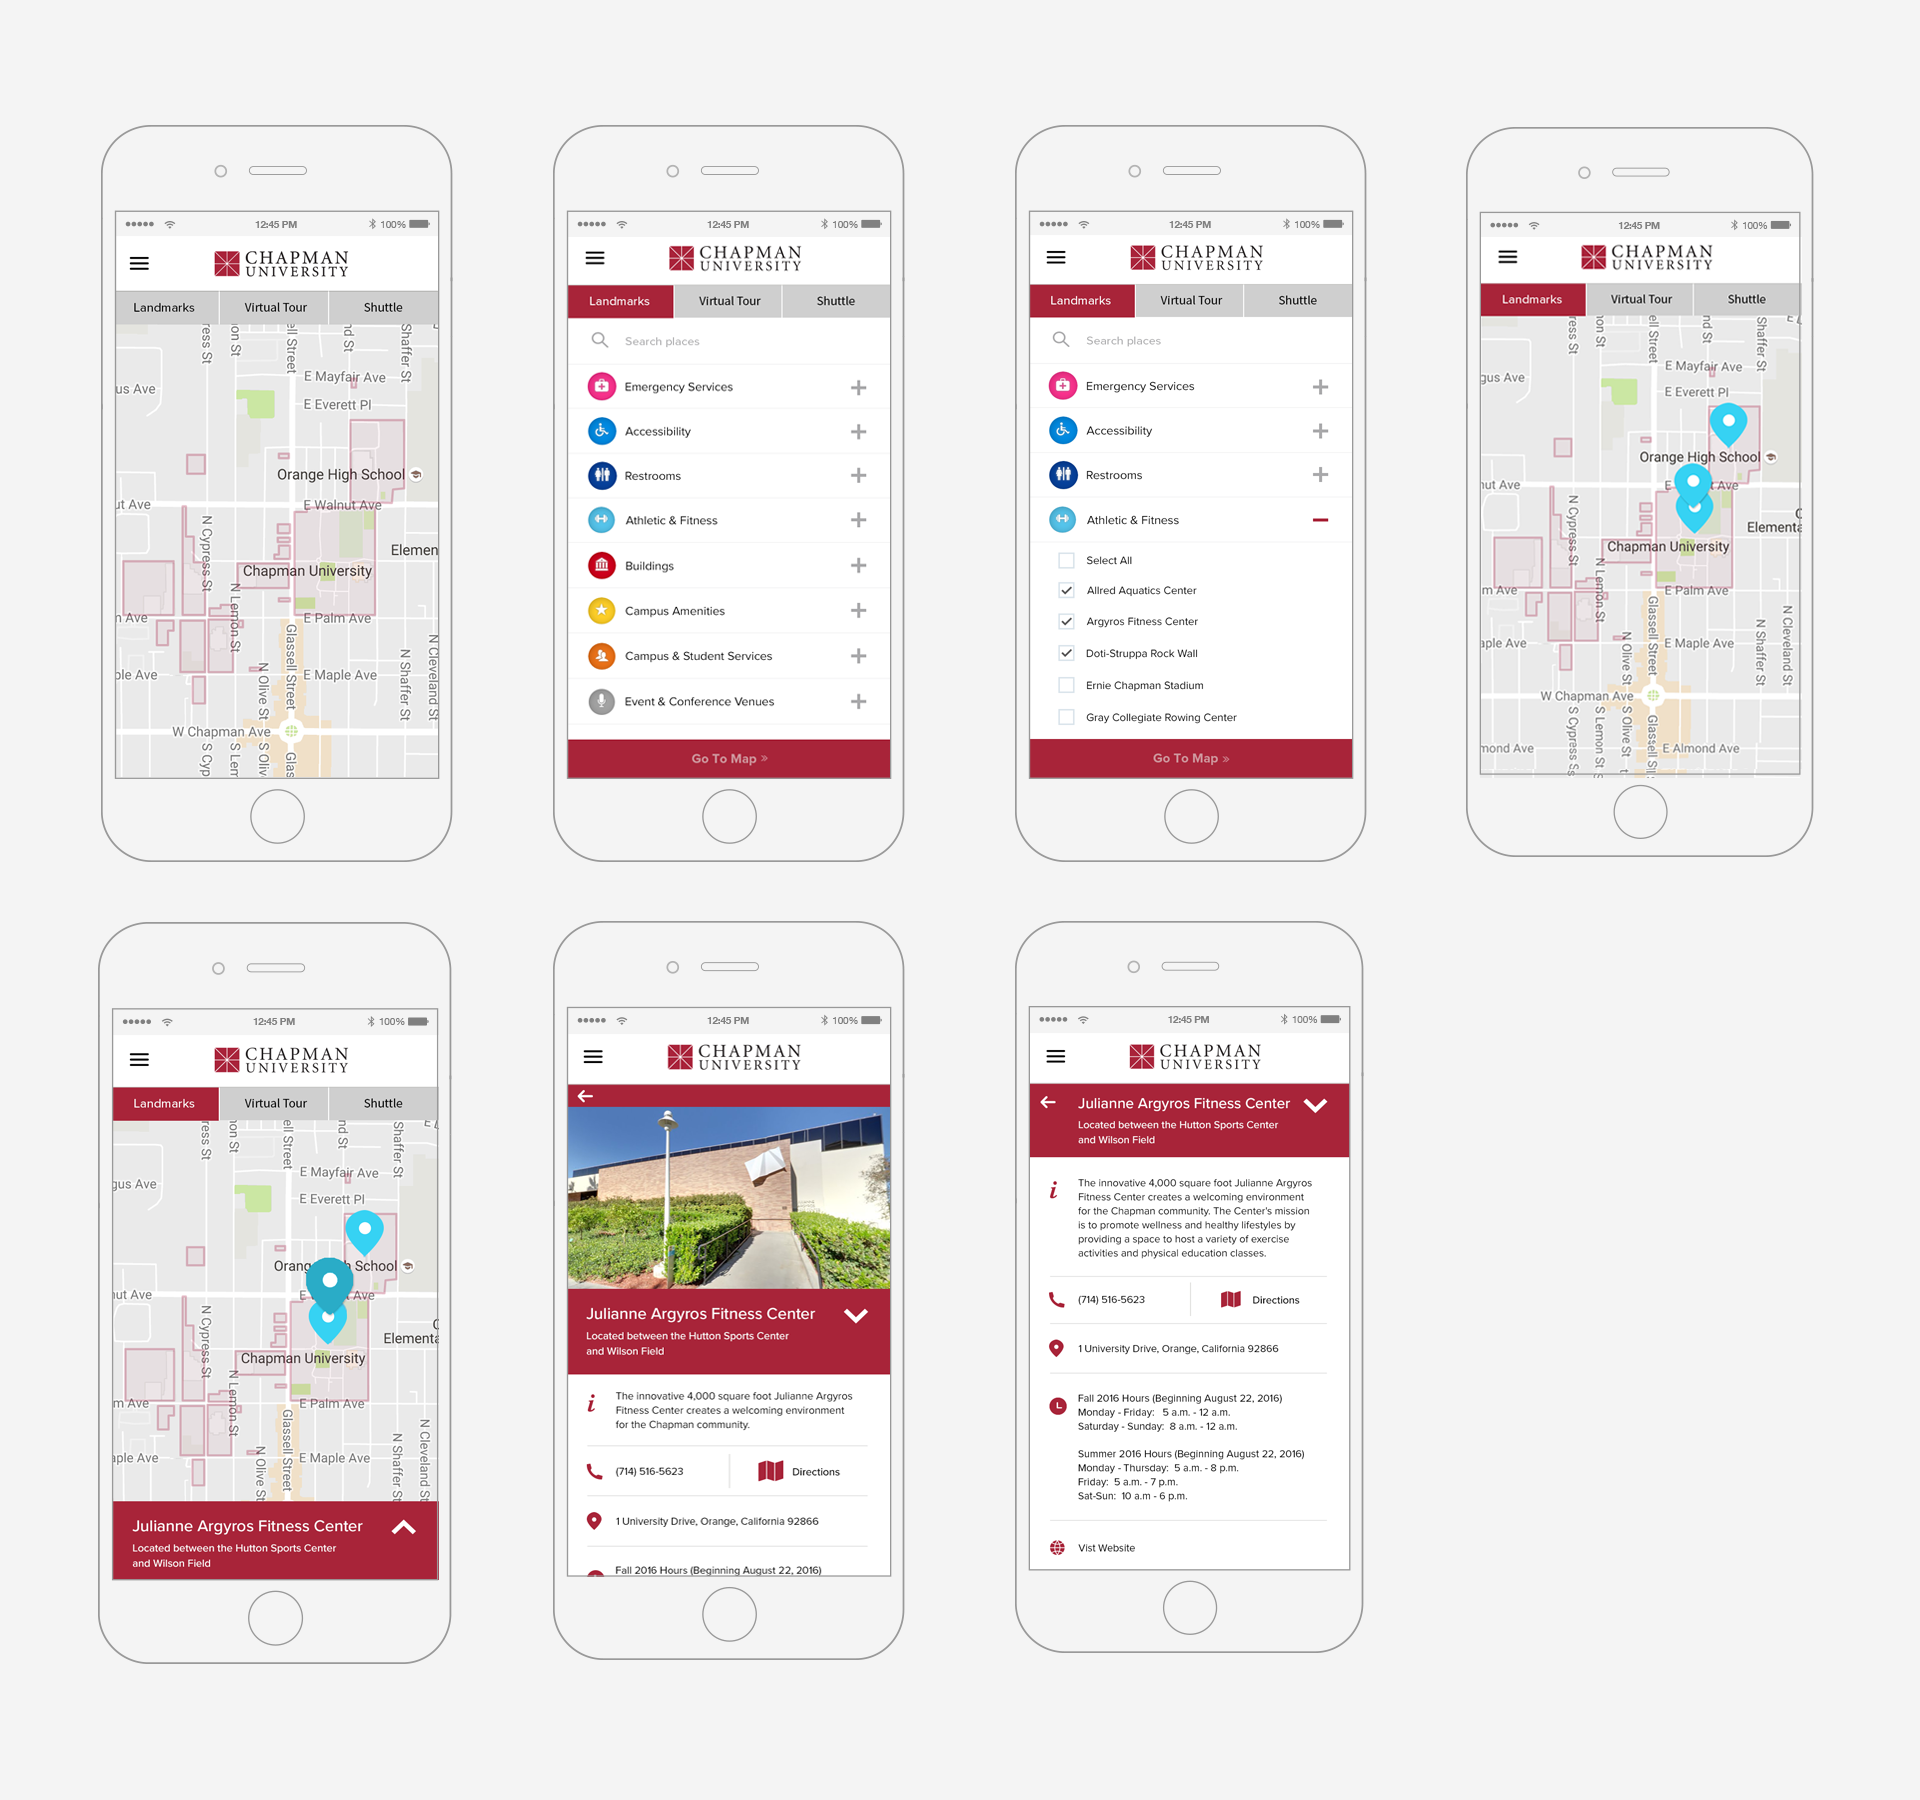 12:45 PM
100%
CHAPMAN
UNIVERSITY
Landmarks
Virtual Tour
Shuttle
ress St
on St
ell Street
nd St
Shaffer St
E Mayfair Ave
us Ave
E Everett Pl
Orange High School
ut Ave
E Walnut Ave
N Cypress St
Elemen
Chapman University
N Lemon St
n Ave
E Palm Ave
Glassell Street
N Olive St
N Shaffer St
N Cleveland St
ple Ave
E Maple Ave
W Chapman Ave
S Cyp
S Lem
S Oliv
Glas
12:45 PM
100%
CHAPMAN
UNIVERSITY
Landmarks
Virtual Tour
Shuttle
Search places
Emergency Services
Accessibility
Restrooms
Athletic & Fitness
Buildings
Campus Amenities
Campus & Student Services
Event & Conference Venues
Go To Map »
12:45 PM
100%
CHAPMAN
UNIVERSITY
Landmarks
Virtual Tour
Shuttle
Search places
Emergency Services
Accessibility
Restrooms
Athletic & Fitness
Select All
Allred Aquatics Center
Argyros Fitness Center
Doti-Struppa Rock Wall
Ernie Chapman Stadium
Gray Collegiate Rowing Center
Go To Map »
12:45 PM
100%
CHAPMAN
UNIVERSITY
Landmarks
Virtual Tour
Shuttle
ress St
on St
ell Street
nd St
Shaffer St
E Mayfair Ave
gus Ave
E Everett Pl
Orange High School
nut Ave
E
Ave
N Cypress St
Elementa
Chapman University
N Lemon St
m Ave
E Palm Ave
Glassell Street
N Olive St
N Shaffer St
N Cleveland St
aple Ave
E Maple Ave
W Chapman Ave
S Cypress S
S Lemon St
S Olive St
Glassell S
mond Ave
E Almond Ave
12:45 PM
100%
CHAPMAN
UNIVERSITY
Landmarks
Virtual Tour
Shuttle
ress St
on St
ell Street
nd St
Shaffer St
E Mayfair Ave
gus Ave
E Everett Pl
Orang
h School
nut Ave
E
Ave
N Cypress St
Elementa
Chapman University
N Lemon St
m Ave
E Palm Ave
Glassell Street
N Olive St
N Shaffer St
N Cleveland St
aple Ave
E Maple Ave
Julianne Argyros Fitness Center
Located between the Hutton Sports Center
and Wilson Field
12:45 PM
100%
CHAPMAN
UNIVERSITY
Julianne Argyros Fitness Center
Located between the Hutton Sports Center
and Wilson Field
The innovative 4,000 square foot Julianne Argyros
Fitness Center creates a welcoming environment
for the Chapman community.
(714) 516-5623
Directions
1 University Drive, Orange, California 92866
Fall 2016 Hours (Beginning August 22, 2016)
12:45 PM
100%
CHAPMAN
UNIVERSITY
Julianne Argyros Fitness Center
Located between the Hutton Sports Center
and Wilson Field
The innovative 4,000 square foot Julianne Argyros
Fitness Center creates a welcoming environment
for the Chapman community. The Center's mission
is to promote wellness and healthy lifestyles by
providing a space to host a variety of exercise
activities and physical education classes.
(714) 516-5623
Directions
1 University Drive, Orange, California 92866
Fall 2016 Hours (Beginning August 22, 2016)
Monday - Friday: 5 a.m. - 12 a.m.
Saturday - Sunday: 8 a.m. - 12 a.m.
Summer 2016 Hours (Beginning August 22, 2016)
Monday - Thursday: 5 a.m. - 8 p.m.
Friday: 5 a.m. - 7 p.m.
Sat-Sun: 10 a.m - 6 p.m.
Vist Website